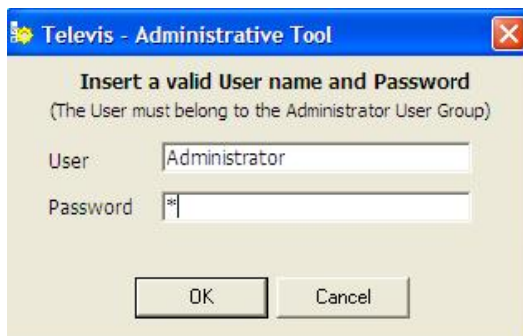 Televis - Administrative Tool
Insert a valid User name and Password
(The User must belong to the Administrator User Group)
User Administrator
Password *
OK Cancel